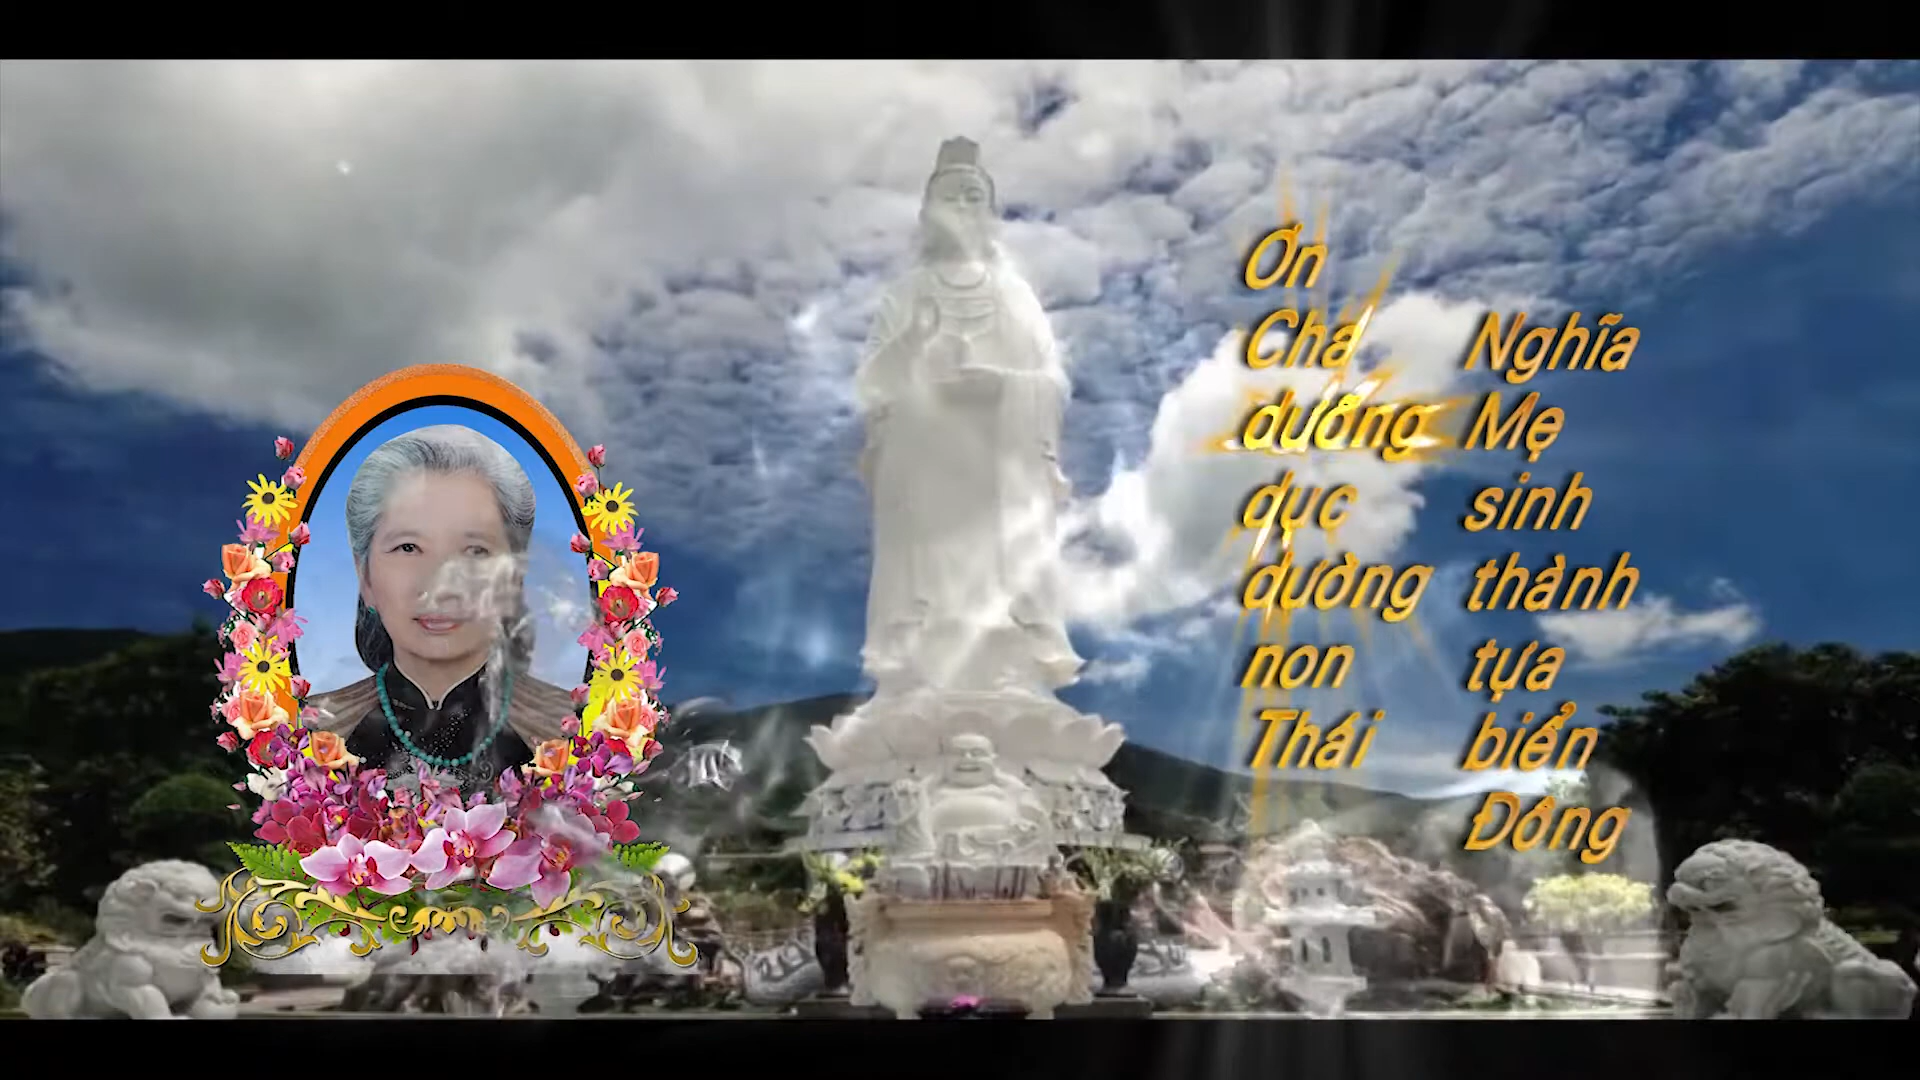 Ơn
Cha
dưỡng
dục
dường
non
Thái
Nghĩa
Mẹ
sinh
thành
tựa
biển
Đông